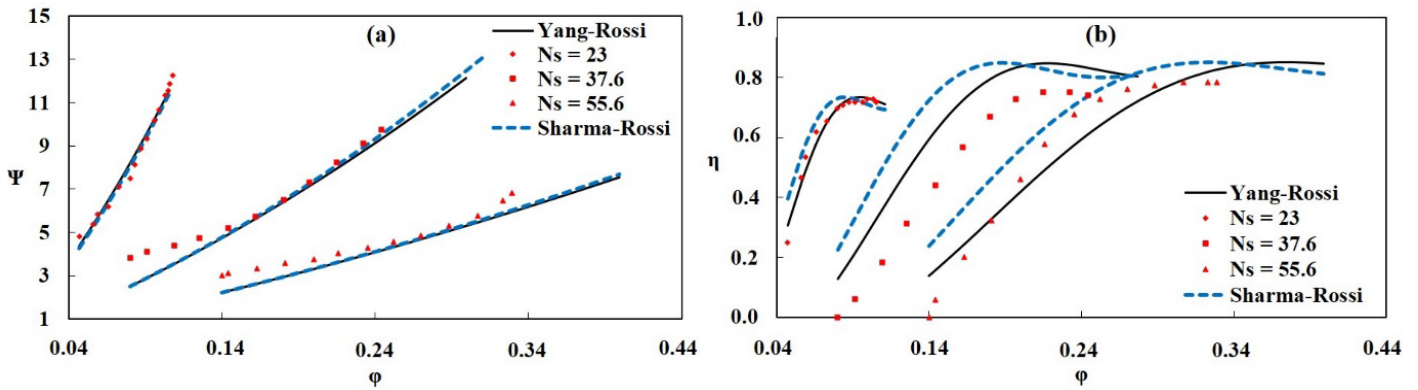 (a)
Yang-Rossi
Ns = 23
Ns = 37.6
Ns = 55.6
Sharma-Rossi
15
13
11
9
7
5
3
1
Ψ
0.04
0.14
0.24
0.34
0.44
φ
(b)
1.0
0.8
0.6
0.4
0.2
0.0
η
Yang-Rossi
Ns = 23
Ns = 37.6
Ns = 55.6
Sharma-Rossi
0.04
0.14
0.24
0.34
0.44
φ